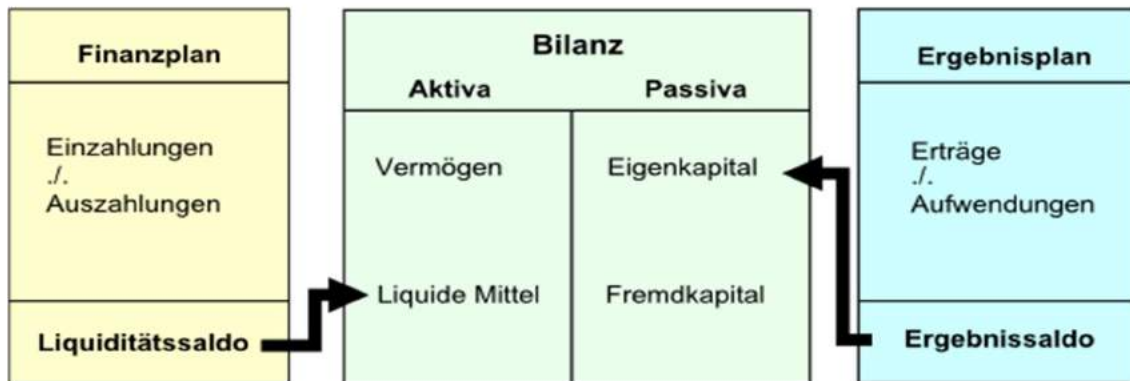 Finanzplan
Einzahlungen
./.
Auszahlungen
Liquiditätssaldo
Bilanz
Aktiva Passiva
Vermögen Eigenkapital
Liquide Mittel Fremdkapital
Ergebnisplan
Erträge
./.
Aufwendungen
Ergebnissaldo